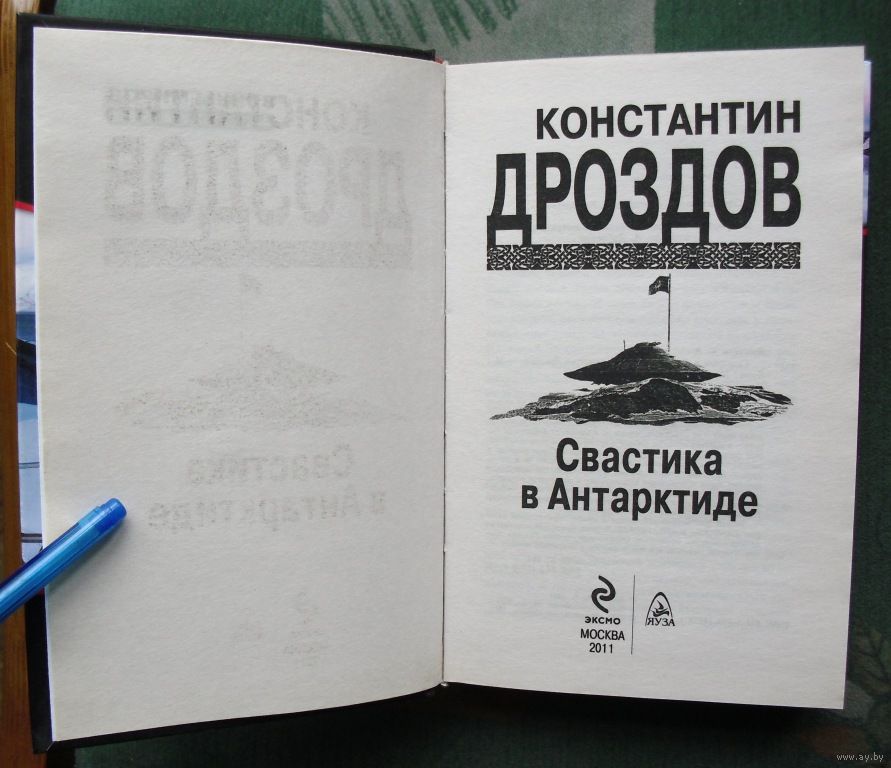 КОНСТАНТИН
ДРОЗДОВ
Свастика
в Антарктиде
ЭКСМО
МОСКВА
2011
ЯУЗА
www.ay.by